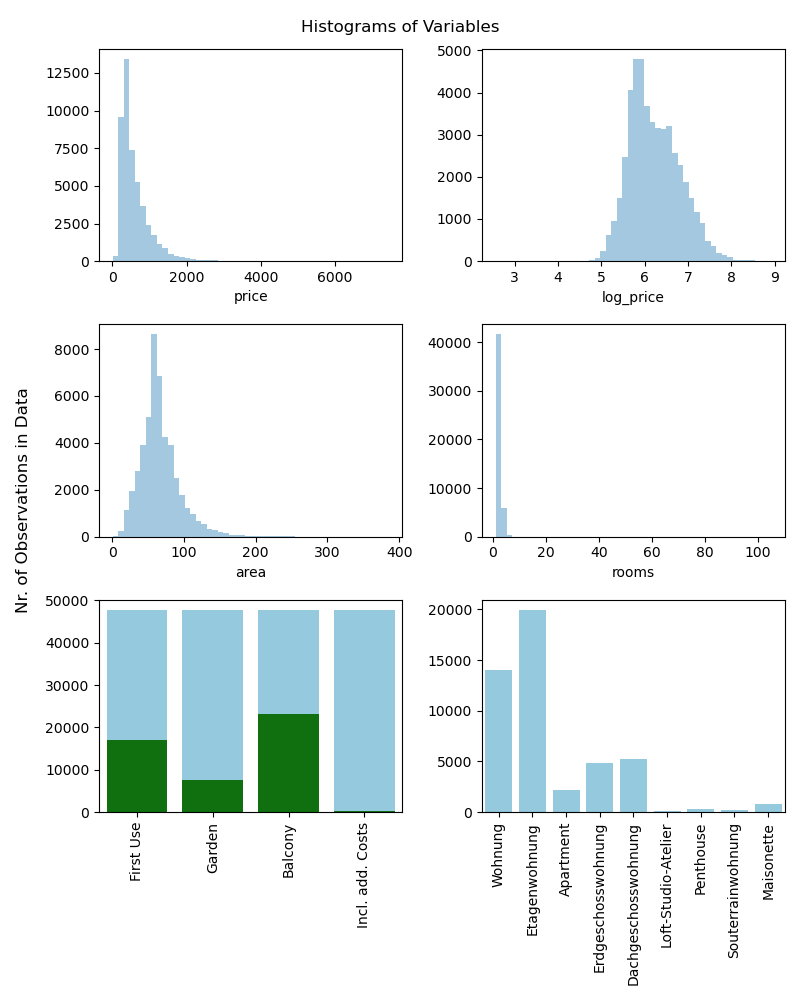 Histograms of Variables
Nr. of Observations in Data
12500
10000
7500
5000
2500
0
0 2000 4000 6000
price
5000
4000
3000
2000
1000
0
3 4 5 6 7 8 9
log_price
8000
6000
4000
2000
0
0 100 200 300 400
area
40000
30000
20000
10000
0
0 20 40 60 80 100
rooms
50000
40000
30000
20000
10000
0
First Use
Garden
Balcony
Incl. add. Costs
20000
15000
10000
5000
0
Wohnung
Etagenwohnung
Apartment
Erdgeschosswohnung
Dachgeschosswohnung
Loft-Studio-Atelier
Penthouse
Souterrainwohnung
Maisonette